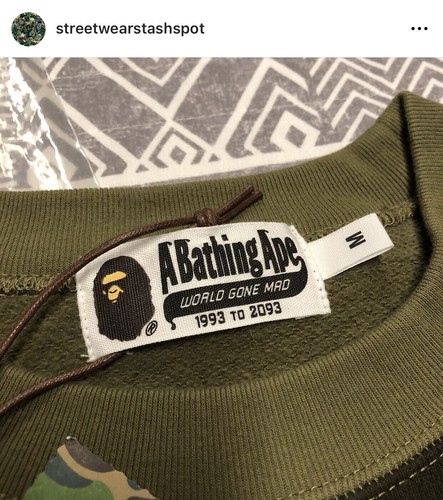 streetwearstashspot
A Bathing Ape
®
WORLD GONE MAD
1993 TO 2093
M